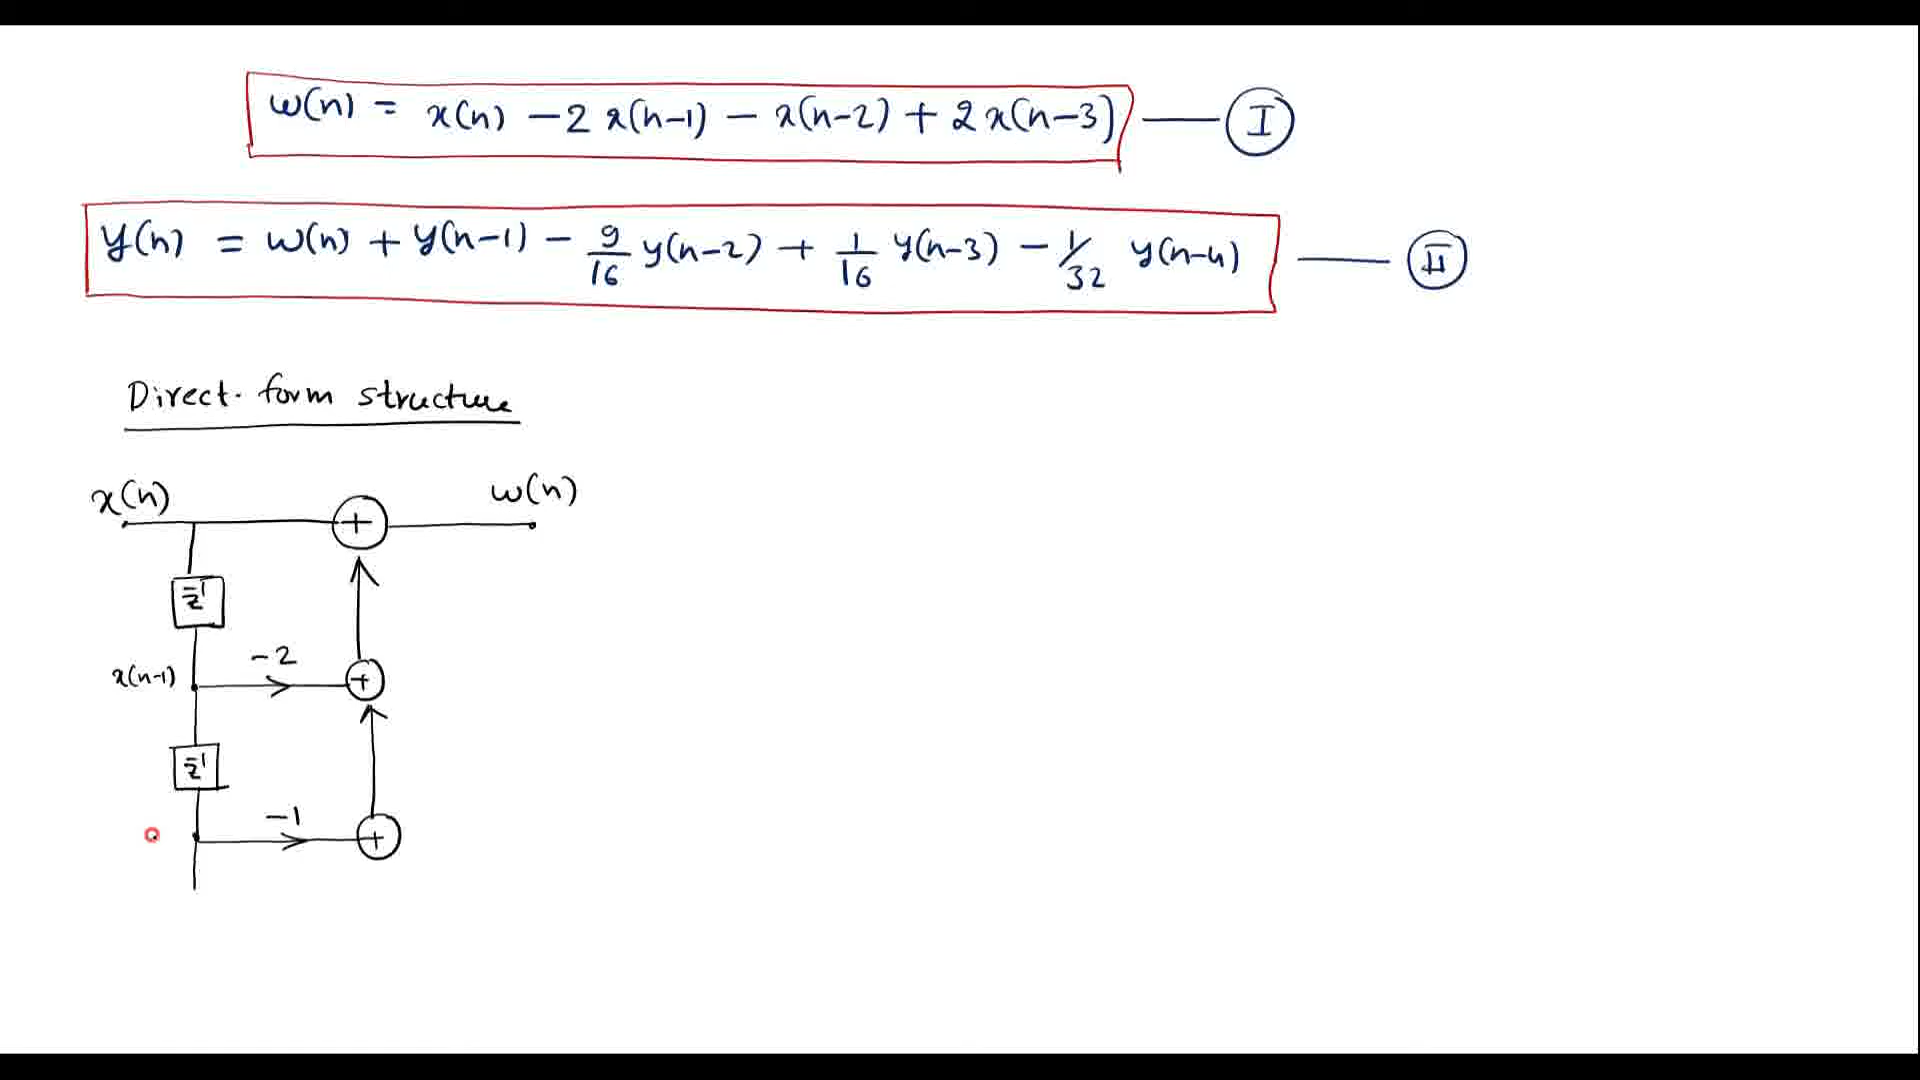 w(n) = x(n) - 2 x(n-1) - x(n-2) + 2 x(n-3) — I
y(n) = w(n) + y(n-1) - 9/16 y(n-2) + 1/16 y(n-3) - 1/32 y(n-4) — II
Direct-form structure
x(n) w(n)
+
z⁻¹
-2
x(n-1) +
z⁻¹
-1
+